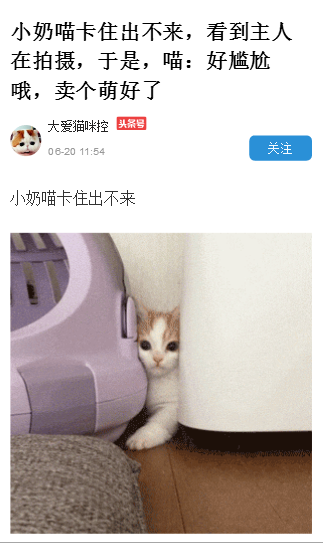 小奶喵卡住出不来，看到主人
在拍摄，于是，喵：好尴尬
哦，卖个萌好了
大爱猫咪控 头条号
06-20 11:54
关注
小奶喵卡住出不来